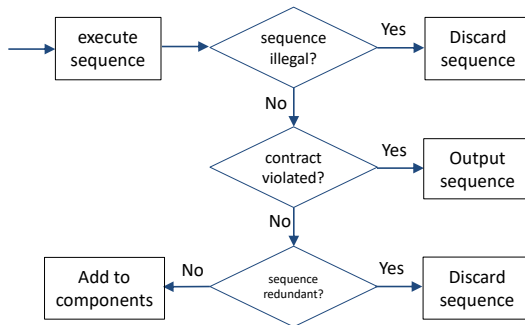 execute
sequence
sequence
illegal?
Yes
Discard
sequence
No
contract
violated?
Yes
Output
sequence
No
Add to
components
No
sequence
redundant?
Yes
Discard
sequence